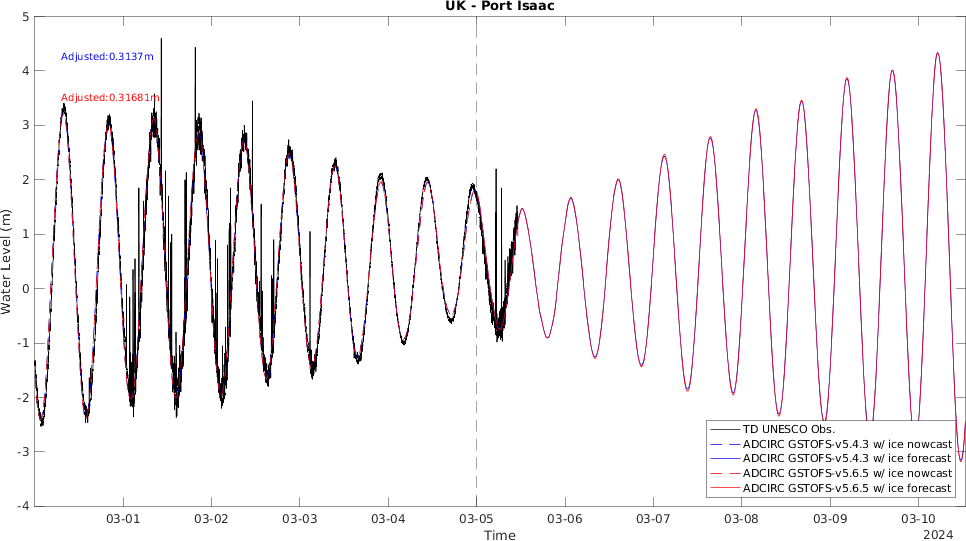 UK - Port Isaac
5
4
3
2
1
0
-1
-2
-3
-4
Water Level (m)
Adjusted:0.3137m
Adjusted:0.31681m
TD UNESCO Obs.
ADCIRC GSTOFS-v5.4.3 w/ ice nowcast
ADCIRC GSTOFS-v5.4.3 w/ ice forecast
ADCIRC GSTOFS-v5.6.5 w/ ice nowcast
ADCIRC GSTOFS-v5.6.5 w/ ice forecast
03-01 03-02 03-03 03-04 03-05 03-06 03-07 03-08 03-09 03-10
Time
2024